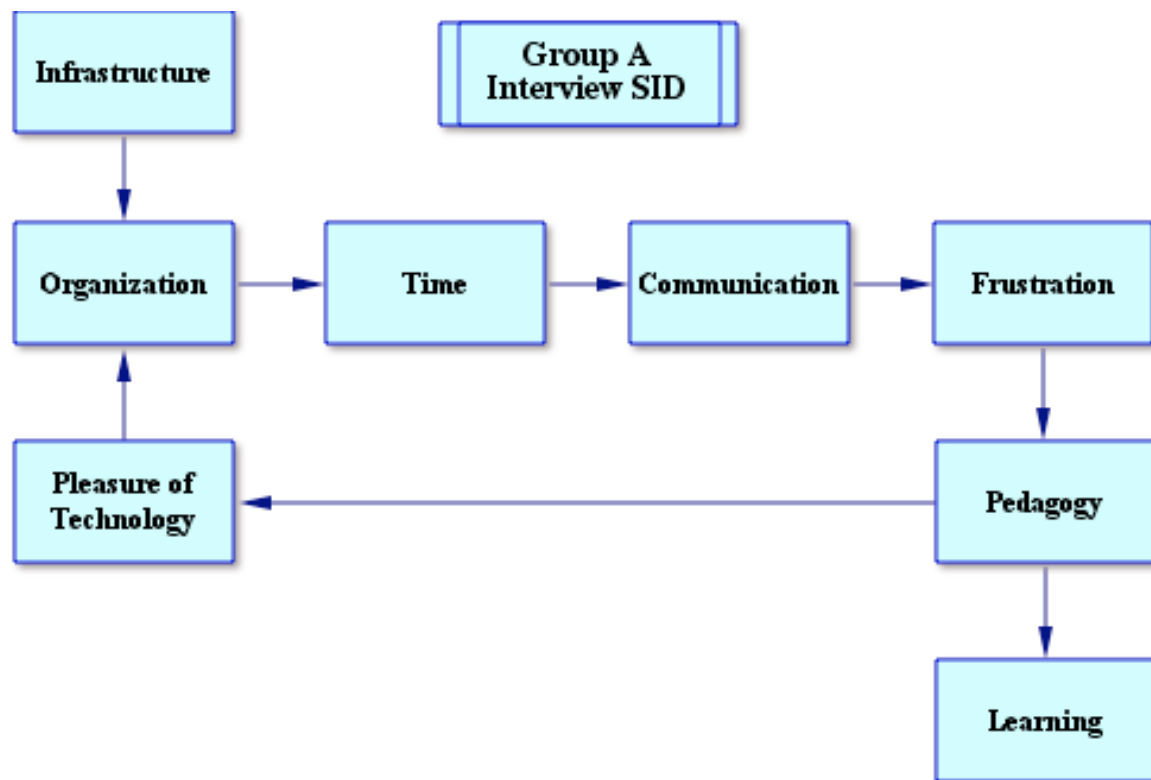 Infrastructure
Group A
Interview SID
Organization
Time
Communication
Frustration
Pleasure of
Technology
Pedagogy
Learning